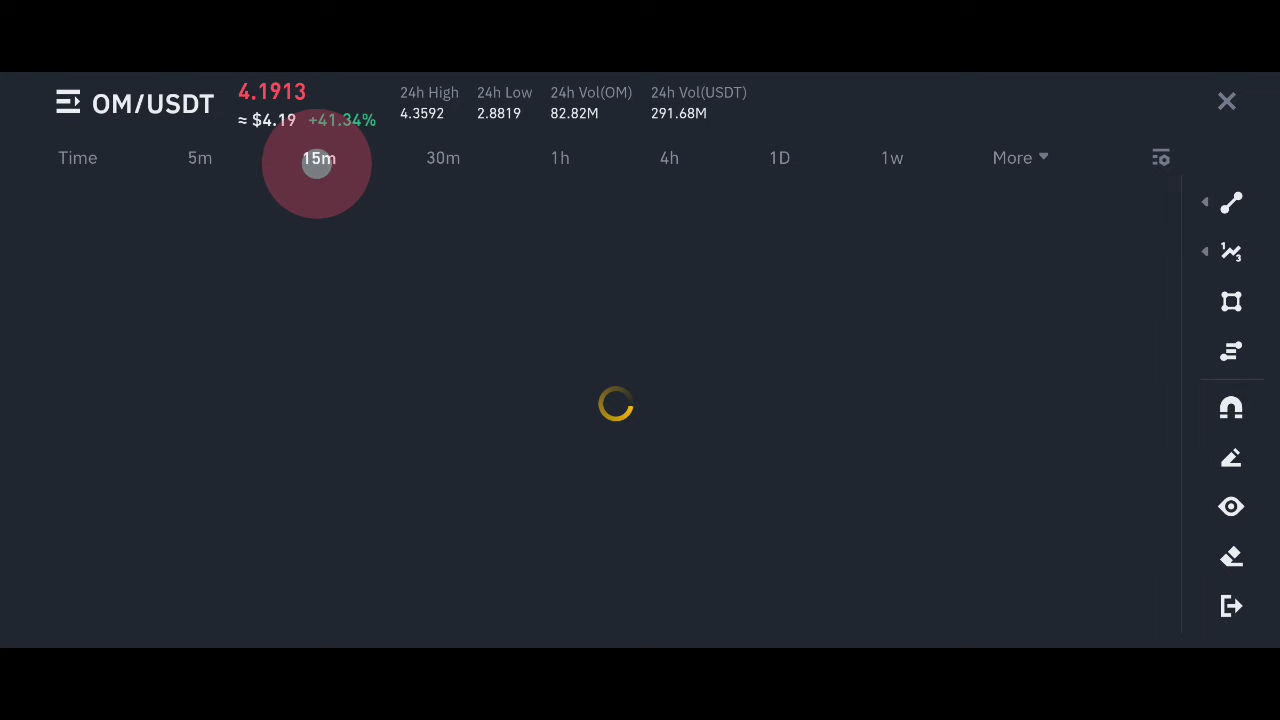 OM/USDT
4.1913
≈ $4.19 +41.34%
24h High
4.3592
24h Low
2.8819
24h Vol(OM)
82.82M
24h Vol(USDT)
291.68M
Time 5m 15m 30m 1h 4h 1D 1w More